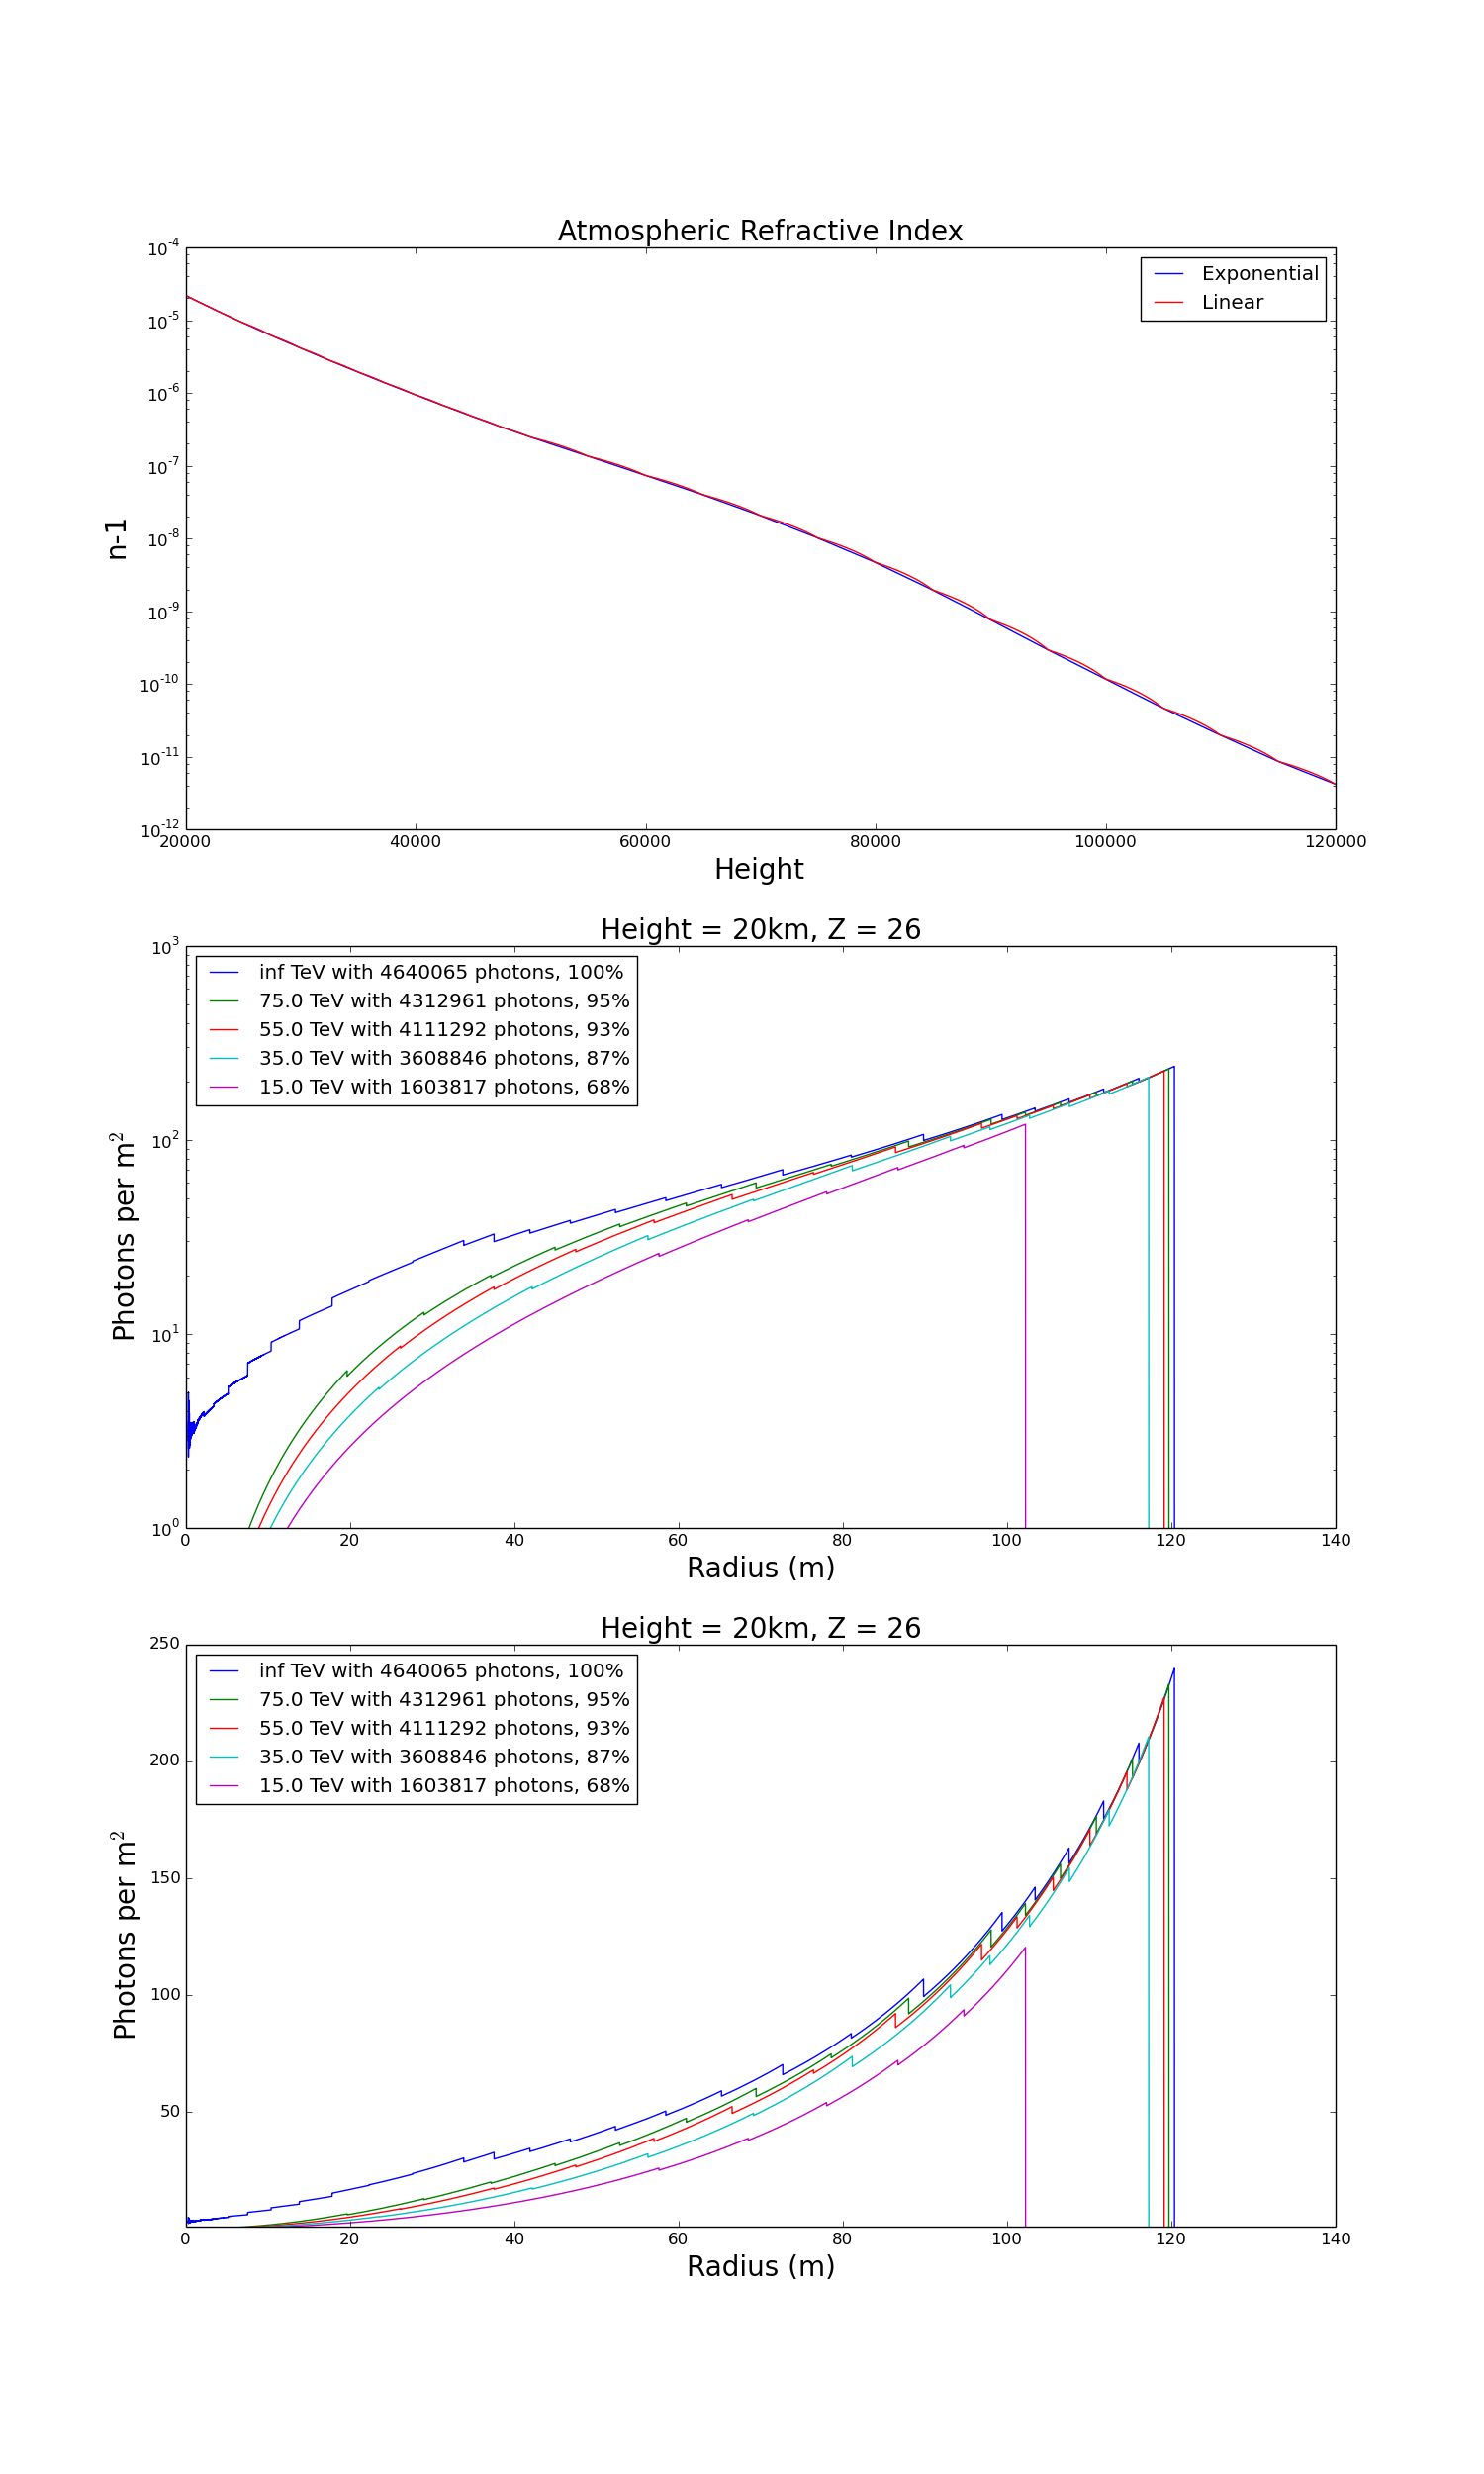 Atmospheric Refractive Index
10^-4
10^-5
10^-6
10^-7
10^-8
10^-9
10^-10
10^-11
10^-12
n-1
Exponential
Linear
20000 40000 60000 80000 100000 120000
Height
Height = 20km, Z = 26
10^3
10^2
10^1
10^0
Photons per m^2
inf TeV with 4640065 photons, 100%
75.0 TeV with 4312961 photons, 95%
55.0 TeV with 4111292 photons, 93%
35.0 TeV with 3608846 photons, 87%
15.0 TeV with 1603817 photons, 68%
0 20 40 60 80 100 120 140
Radius (m)
Height = 20km, Z = 26
250
200
150
100
50
Photons per m^2
inf TeV with 4640065 photons, 100%
75.0 TeV with 4312961 photons, 95%
55.0 TeV with 4111292 photons, 93%
35.0 TeV with 3608846 photons, 87%
15.0 TeV with 1603817 photons, 68%
0 20 40 60 80 100 120 140
Radius (m)